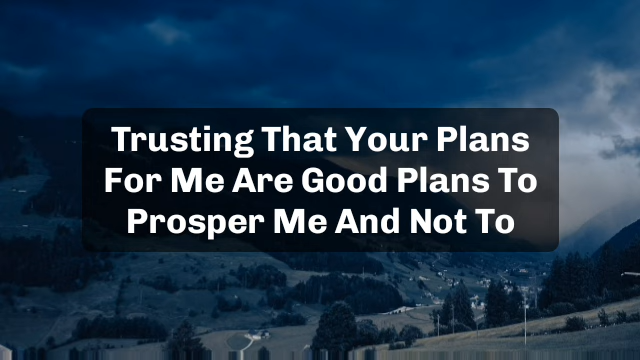 Trusting That Your Plans
For Me Are Good Plans To
Prosper Me And Not To